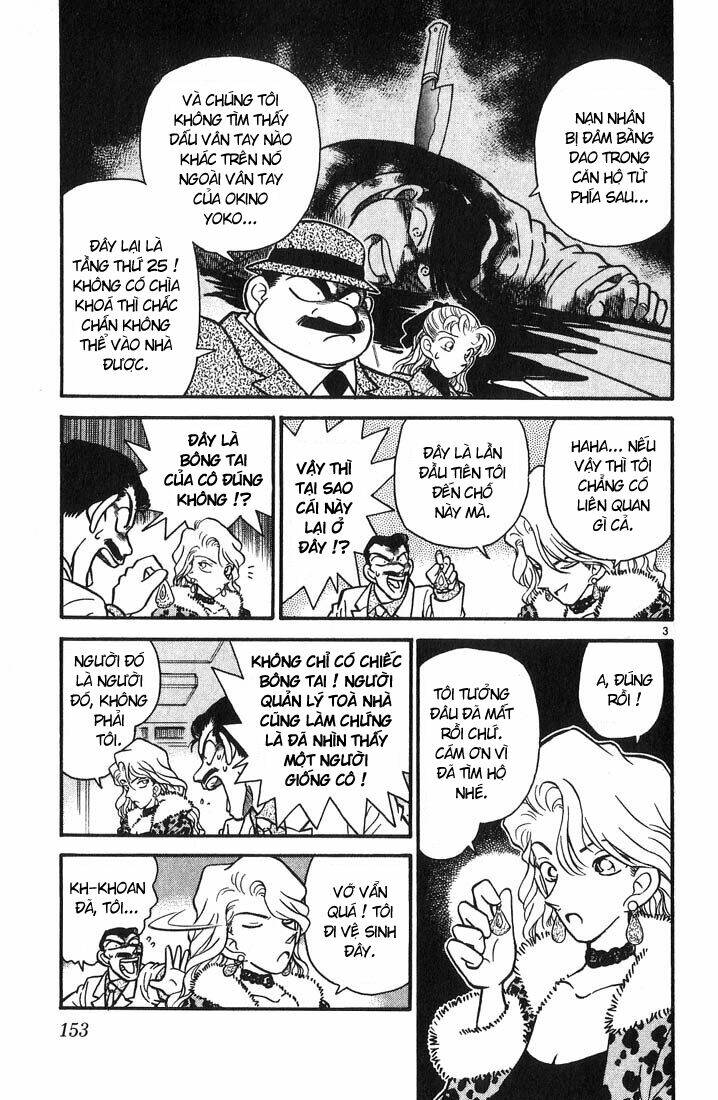 NẠN NHÂN
BỊ ĐÂM BẰNG
DAO TRONG
CĂN HỘ TỪ
PHÍA SAU...
VÀ CHÚNG TÔI
KHÔNG TÌM THẤY
DẤU VÂN TAY NÀO
KHÁC TRÊN NÓ
NGOÀI VÂN TAY
CỦA OKINO
YOKO...
ĐÂY LẠI LÀ
TẦNG THỨ 25 !
KHÔNG CÓ CHÌA
KHOÁ THÌ CHẮC
CHẮN KHÔNG
THỂ VÀO NHÀ
ĐƯỢC.
HAHA... NẾU
VẬY THÌ TÔI
CHẲNG CÓ
LIÊN QUAN
GÌ CẢ.
ĐÂY LÀ LẦN
ĐẦU TIÊN TÔI
ĐẾN CHỖ
NÀY MÀ.
VẬY THÌ
TẠI SAO
CÁI NÀY
LẠI Ở
ĐÂY !?
ĐÂY LÀ
BÔNG TAI
CỦA CÔ ĐÚNG
KHÔNG !?
3
A, ĐÚNG
RỒI !
TÔI TƯỞNG
ĐÂU ĐÃ MẤT
RỒI CHỨ.
CÁM ƠN VÌ
ĐÃ TÌM HỘ
NHÉ.
KHÔNG CHỈ CÓ CHIẾC
BÔNG TAI ! NGƯỜI
QUẢN LÝ TOÀ NHÀ
CŨNG LÀM CHỨNG
LÀ ĐÃ NHÌN THẤY
MỘT NGƯỜI
GIỐNG CÔ !
NGƯỜI ĐÓ
LÀ NGƯỜI
ĐÓ, KHÔNG
PHẢI
TÔI.
VỚ VẨN
QUÁ ! TÔI
ĐI VỆ SINH
ĐÂY.
KH-KHOAN
ĐÃ, TÔI...
153